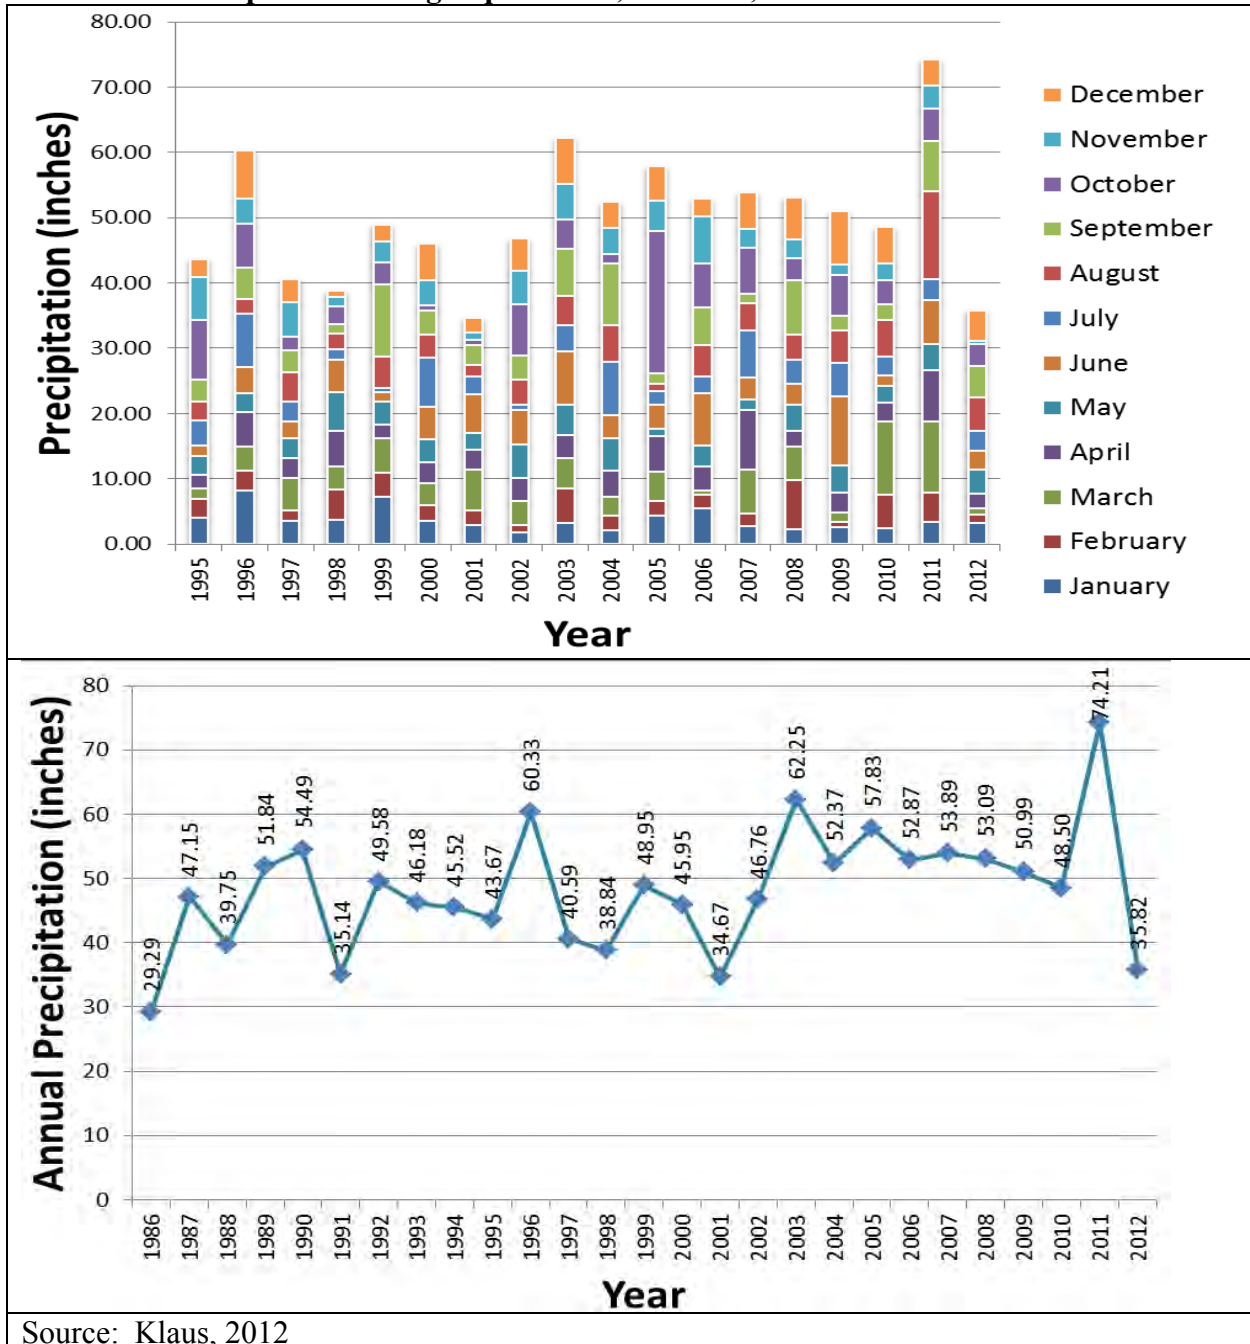 80.00
70.00
60.00
50.00
40.00
30.00
20.00
10.00
0.00
Precipitation (inches)
1995 1996 1997 1998 1999 2000 2001 2002 2003 2004 2005 2006 2007 2008 2009 2010 2011 2012
Year
December
November
October
September
August
July
June
May
April
March
February
January
80
70
60
50
40
30
20
10
0
Annual Precipitation (inches)
29.29 47.15 39.75 51.84 54.49 35.14 49.58 46.18 45.52 43.67 60.33 40.59 38.84 48.95 45.95 34.67 46.76 62.25 52.37 57.83 52.87 53.89 53.09 50.99 48.50 74.21 35.82
1986 1987 1988 1989 1990 1991 1992 1993 1994 1995 1996 1997 1998 1999 2000 2001 2002 2003 2004 2005 2006 2007 2008 2009 2010 2011 2012
Year
Source: Klaus, 2012